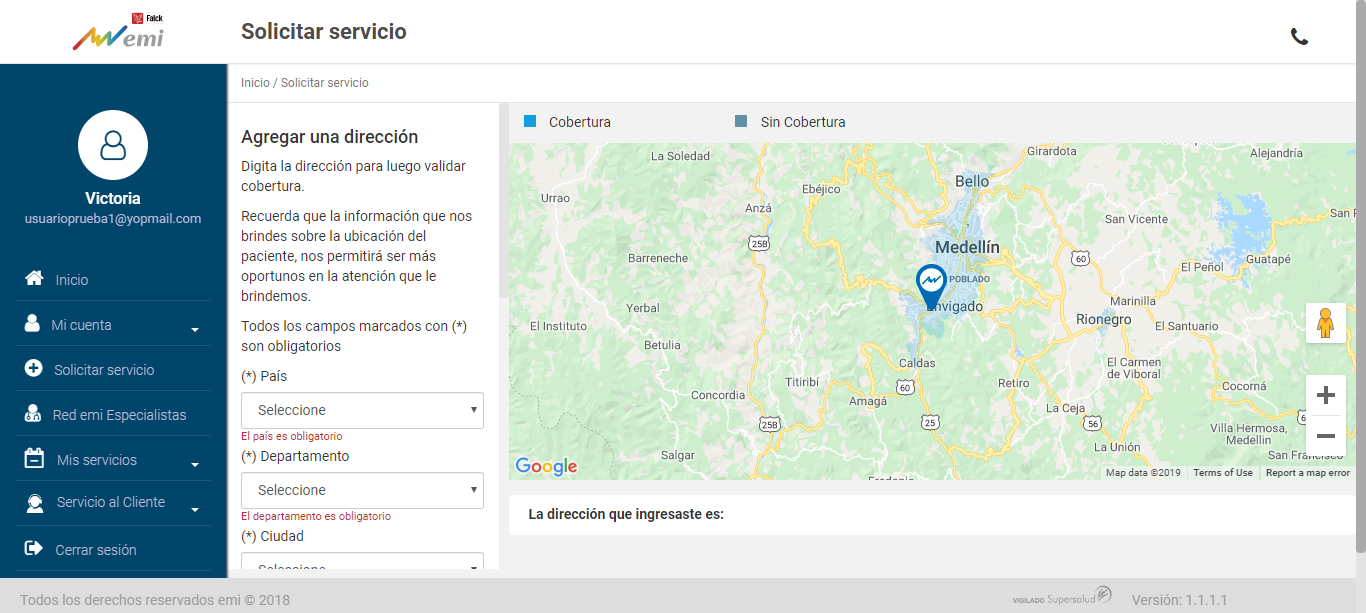 Falck
emi
Solicitar servicio
Inicio / Solicitar servicio
Victoria
usuarioprueba1@yopmail.com
Inicio
Mi cuenta
Solicitar servicio
Red emi Especialistas
Mis servicios
Servicio al Cliente
Cerrar sesión
Agregar una dirección
Digita la dirección para luego validar
cobertura.
Recuerda que la información que nos
brindes sobre la ubicación del
paciente, nos permitirá ser más
oportunos en la atención que le
brindemos.
Todos los campos marcados con (*)
son obligatorios
(*) País
Seleccione
El país es obligatorio
(*) Departamento
Seleccione
El departamento es obligatorio
(*) Ciudad
Seleccione
Cobertura
Sin Cobertura
La Soledad
Girardota
Alejandría
Urrao
Ebéjico
Bello
Anzá
San Vicente
San R
25B
Medellín
Barreneche
60
El Peñol
Guatapé
POBLADO
Yerbal
Envigado
Marinilla
El Instituto
Rionegro
El Santuario
Betulia
Caldas
El Carmen
de Viboral
Titiribí
60
Retiro
Cocorná
Concordia
Amagá
La Ceja
25B
25
56
6
Villa Hermosa,
Medellin
Salgar
La Unión
San Francisco
Fredonia
Google
Map data ©2019
Terms of Use
Report a map error
La dirección que ingresaste es:
Todos los derechos reservados emi © 2018
VIGILADO Supersalud
Versión: 1.1.1.1